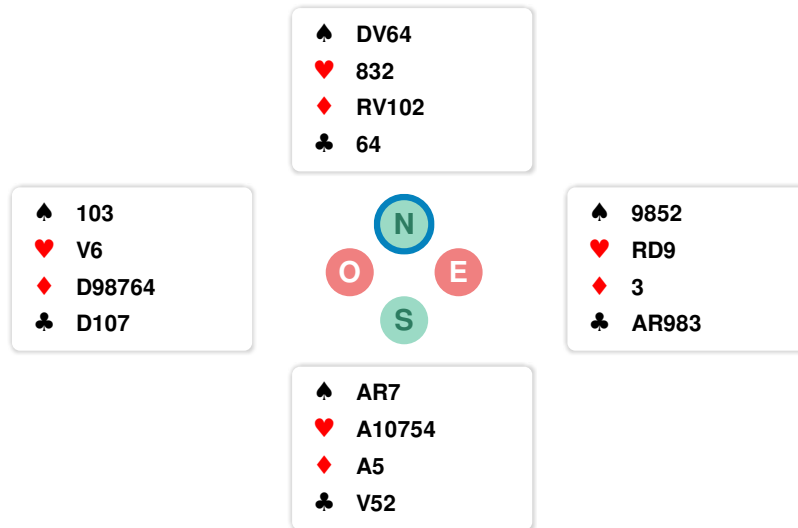 ♠ DV64
♥ 832
♦ RV102
♣ 64
♠ 103
♥ V6
♦ D98764
♣ D107
N
O
E
S
♠ 9852
♥ RD9
♦ 3
♣ AR983
♠ AR7
♥ A10754
♦ A5
♣ V52